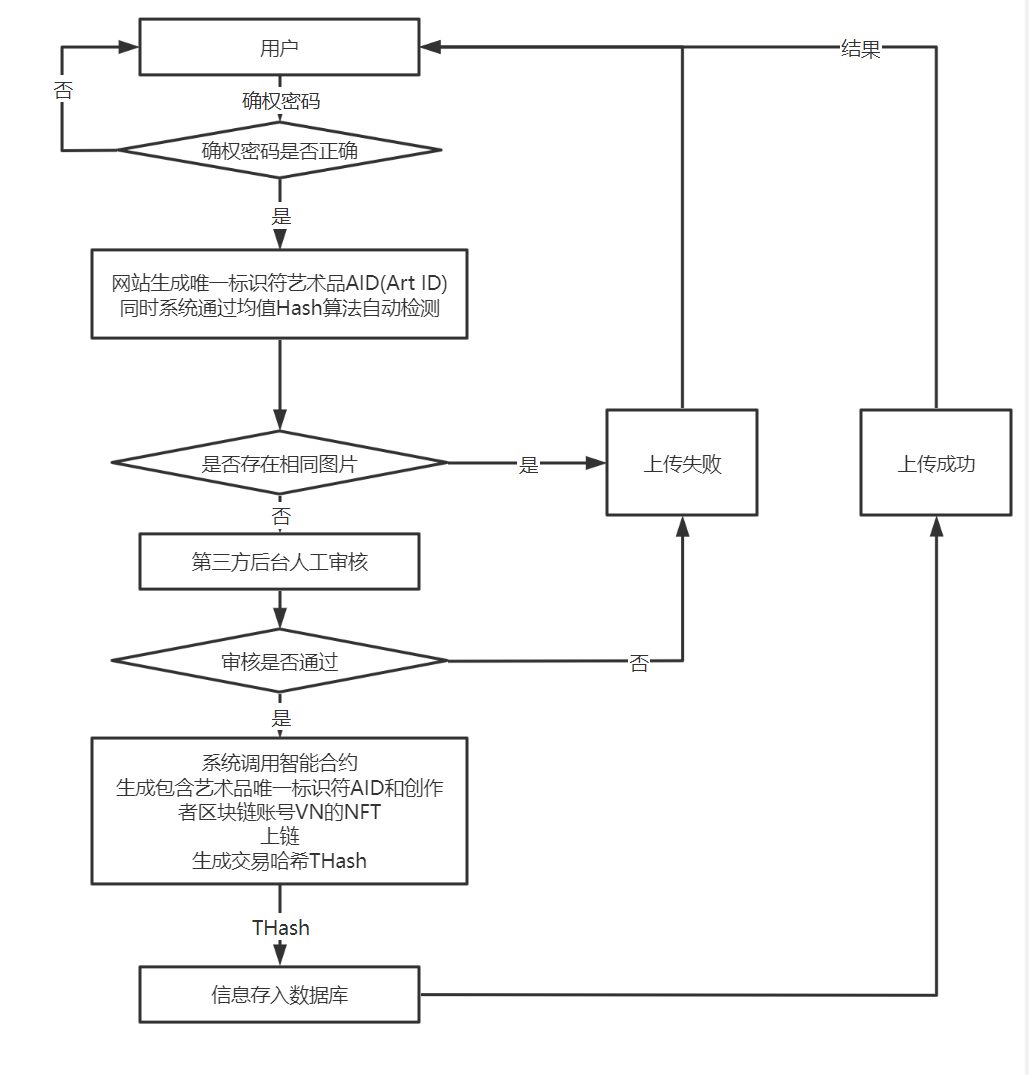 用户
结果
否
确权密码
确权密码是否正确
是
网站生成唯一标识符艺术品AID(Art ID)
同时系统通过均值Hash算法自动检测
是否存在相同图片
是
上传失败
上传成功
否
第三方后台人工审核
审核是否通过
否
是
系统调用智能合约
生成包含艺术品唯一标识符AID和创作
者区块链账号VN的NFT
上链
生成交易哈希THash
THash
信息存入数据库